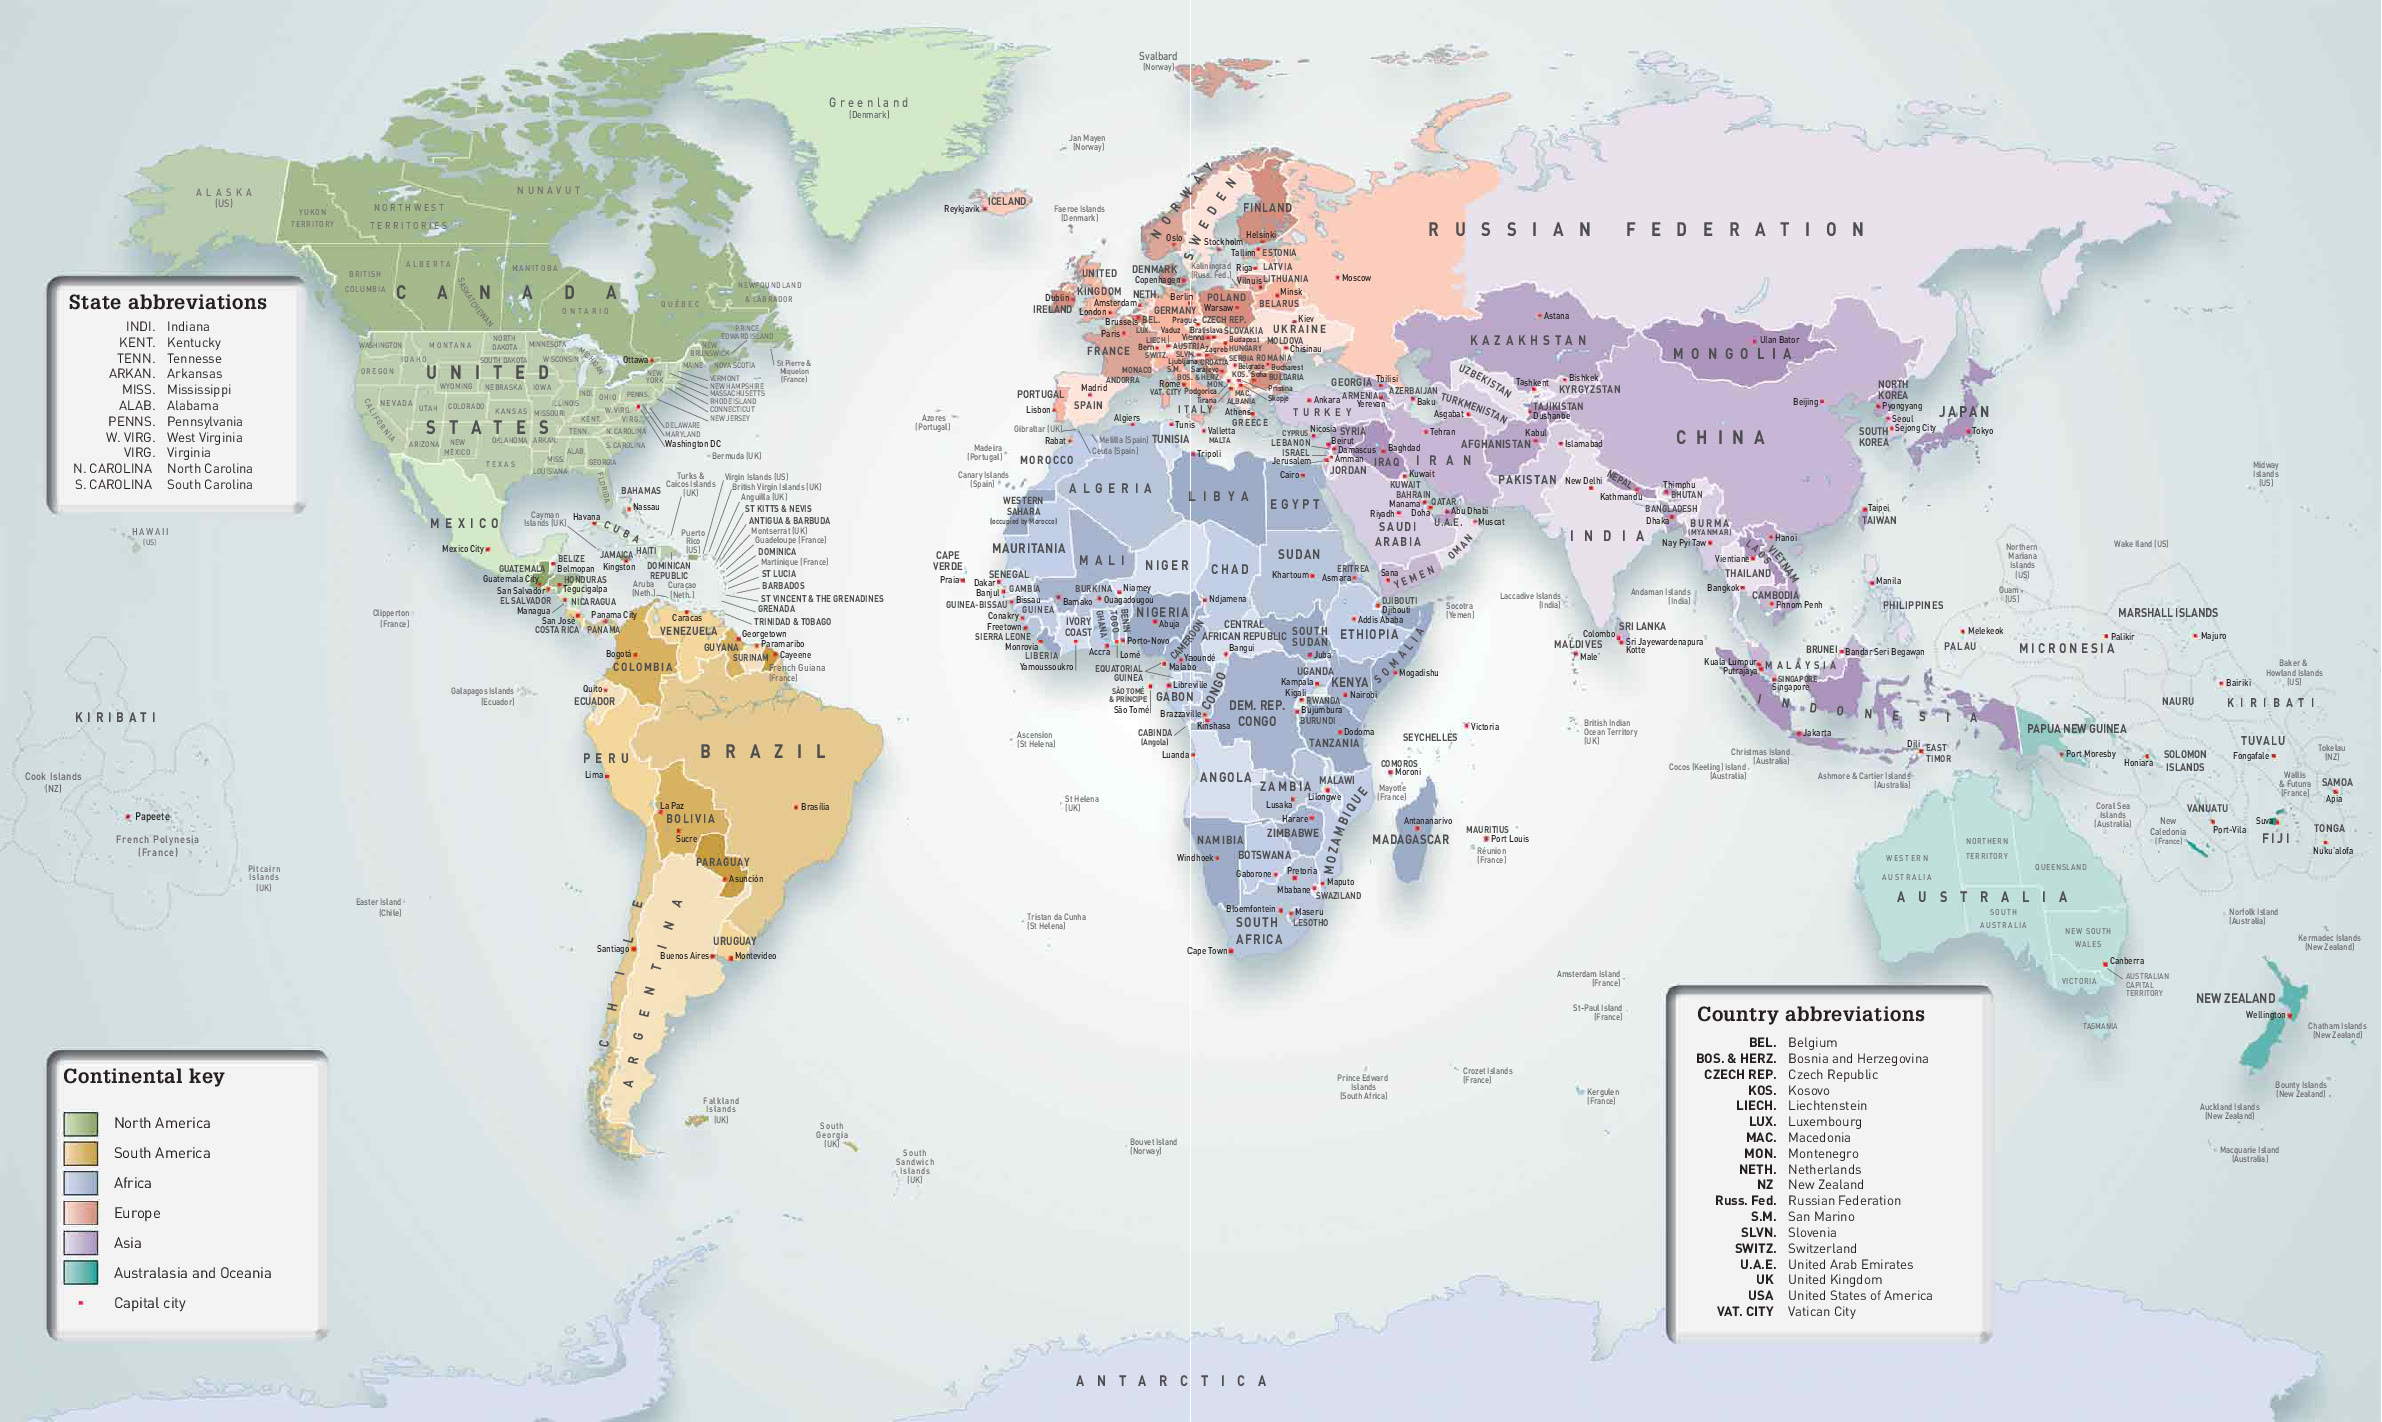 Svalbard
(Norway)
Greenland
(Denmark)
Jan Mayen
(Norway)
ALASKA
(US)
YUKON
TERRITORY
NORTHWEST
TERRITORIES
NUNAVUT
ICELAND
Reykjavik
Faeroe Islands
(Denmark)
NORWAY
SWEDEN
FINLAND
RUSSIAN FEDERATION
Oslo
Stockholm
Helsinki
Tallinn
ESTONIA
Kaliningrad
(Russ. Fed.)
Riga
LATVIA
Vilnius
LITHUANIA
Moscow
BRITISH
COLUMBIA
ALBERTA
SASKATCHEWAN
MANITOBA
CANADA
ONTARIO
QUÉBEC
NEWFOUNDLAND
& LABRADOR
PRINCE
EDWARD ISLAND
NEW
BRUNSWICK
NOVA SCOTIA
St Pierre &
Miquelon
(France)
State abbreviations
INDI. Indiana
KENT. Kentucky
TENN. Tennesse
ARKAN. Arkansas
MISS. Mississippi
ALAB. Alabama
PENNS. Pennsylvania
W. VIRG. West Virginia
VIRG. Virginia
N. CAROLINA North Carolina
S. CAROLINA South Carolina
WASHINGTON
MONTANA
NORTH
DAKOTA
MINNESOTA
IDAHO
SOUTH DAKOTA
WISCONSIN
MICHIGAN
OREGON
UNITED
STATES
WYOMING
NEBRASKA
IOWA
NEVADA
UTAH
COLORADO
KANSAS
MISSOURI
ILLINOIS
INDI.
OHIO
PENNS.
CALIFORNIA
ARIZONA
NEW
MEXICO
OKLAHOMA
ARKAN.
TENN.
KENT.
W. VIRG.
VIRG.
N. CAROLINA
S. CAROLINA
TEXAS
LOUISIANA
MISS.
ALAB.
GEORGIA
FLORIDA
Ottawa
MAINE
NEW
YORK
VERMONT
NEW HAMPSHIRE
MASSACHUSETTS
RHODE ISLAND
CONNECTICUT
NEW JERSEY
DELAWARE
MARYLAND
Washington DC
Bermuda (UK)
UNITED
KINGDOM
Dublin
IRELAND
London
DENMARK
Copenhagen
NETH.
Amsterdam
Brussels
BEL.
Berlin
GERMANY
POLAND
Warsaw
Minsk
BELARUS
Prague
CZECH REP.
Kiev
UKRAINE
Paris
LUX.
Vaduz
Bratislava
SLOVAKIA
LIECH.
Vienna
Budapest
MOLDOVA
Bern
AUSTRIA
Zagreb
HUNGARY
Chisinau
FRANCE
SWITZ.
SLVN.
SERBIA
ROMANIA
Ljubljana
CROATIA
Belgrade
Bucharest
MONACO
S.M.
Sarajevo
ANDORRA
BOS. & HERZ.
KOS.
Sofia
BULGARIA
Rome
MON.
Pristina
VAT. CITY
Podgorica
MAC.
Skopje
Tirana
ALBANIA
ITALY
Athens
GREECE
PORTUGAL
Lisbon
Madrid
SPAIN
Azores
(Portugal)
Gibraltar (UK)
Melilla (Spain)
Ceuta (Spain)
Rabat
Algiers
Tunis
TUNISIA
Valletta
MALTA
Tripoli
Madeira
(Portugal)
Canary Islands
(Spain)
MOROCCO
GEORGIA
Tbilisi
ARMENIA
Yerevan
AZERBAIJAN
Baku
Ankara
TURKEY
CYPRUS
Nicosia
SYRIA
LEBANON
Beirut
Damascus
ISRAEL
Amman
Jerusalem
JORDAN
Baghdad
IRAQ
Tehran
IRAN
Kuwait
KUWAIT
BAHRAIN
Manama
QATAR
Riyadh
Doha
Abu Dhabi
U.A.E.
Muscat
SAUDI
ARABIA
OMAN
Sana
YEMEN
Socotra
(Yemen)
Astana
KAZAKHSTAN
UZBEKISTAN
Tashkent
Bishkek
KYRGYZSTAN
TURKMENISTAN
Asgabat
TAJIKISTAN
Dushanbe
Kabul
AFGHANISTAN
Islamabad
PAKISTAN
Ulan Bator
MONGOLIA
Beijing
CHINA
NORTH
KOREA
Pyongyang
Seoul
Sejong City
SOUTH
KOREA
JAPAN
Tokyo
New Delhi
NEPAL
Kathmandu
Thimphu
BHUTAN
BANGLADESH
Dhaka
INDIA
BURMA
(MYANMAR)
Nay Pyi Taw
Hanoi
Vientiane
LAOS
VIETNAM
THAILAND
Bangkok
CAMBODIA
Phnom Penh
Taipei
TAIWAN
Manila
PHILIPPINES
Laccadive Islands
(India)
Andaman Islands
(India)
Colombo
SRI LANKA
Sri Jayewardenapura
Kotte
MALDIVES
Male'
Midway
Islands
(US)
Wake Iland (US)
Northern
Mariana
Islands
(US)
Guam
(US)
MARSHALL ISLANDS
Melekeok
PALAU
Palikir
Majuro
MICRONESIA
Baker &
Howland Islands
(US)
Bairiki
NAURU
KIRIBATI
Kuala Lumpur
Putrajaya
MALAYSIA
BRUNEI
Bandar Seri Begawan
SINGAPORE
Singapore
INDONESIA
Jakarta
Dili
EAST
TIMOR
PAPUA NEW GUINEA
Port Moresby
Honiara
SOLOMON
ISLANDS
TUVALU
Fongafale
Tokelau
(NZ)
Wallis
& Futuna
(France)
SAMOA
Apia
Christmas Island
(Australia)
Cocos (Keeling) Island
(Australia)
Ashmore & Cartier Islands
(Australia)
Coral Sea
Islands
(Australia)
New
Caledonia
(France)
VANUATU
Port-Vila
Suva
FIJI
TONGA
Nuku'alofa
HAWAII
(US)
MEXICO
Mexico City
BAHAMAS
Nassau
Turks &
Caicos Islands
(UK)
Cayman
Islands (UK)
Havana
CUBA
JAMAICA
Kingston
HAITI
DOMINICAN
REPUBLIC
Puerto
Rico
(US)
Virgin Islands (US)
British Virgin Islands (UK)
Anguilla (UK)
ST KITTS & NEVIS
ANTIGUA & BARBUDA
Montserrat (UK)
Guadeloupe (France)
DOMINICA
Martinique (France)
ST LUCIA
BARBADOS
ST VINCENT & THE GRENADINES
GRENADA
TRINIDAD & TOBAGO
Aruba
(Neth.)
Curaçao
(Neth.)
BELIZE
Belmopan
GUATEMALA
Guatemala City
HONDURAS
Tegucigalpa
San Salvador
EL SALVADOR
NICARAGUA
Managua
San José
COSTA RICA
Panama City
PANAMA
Clipperton
(France)
Caracas
VENEZUELA
Georgetown
Paramaribo
GUYANA
SURINAM
Cayeene
French Guiana
(France)
Bogotá
COLOMBIA
Quito
ECUADOR
Galapagos Islands
(Ecuador)
PERU
Lima
BRAZIL
Brasília
La Paz
BOLIVIA
Sucre
PARAGUAY
Asunción
CHILE
ARGENTINA
URUGUAY
Santiago
Buenos Aires
Montevideo
Falkland
Islands
(UK)
South
Georgia
(UK)
South
Sandwich
Islands
(UK)
KIRIBATI
Cook Islands
(NZ)
Papeete
French Polynesia
(France)
Pitcairn
Islands
(UK)
Easter Island
(Chile)
WESTERN
SAHARA
(occupied by Morocco)
ALGERIA
LIBYA
Cairo
EGYPT
CAPE
VERDE
Praia
MAURITANIA
MALI
NIGER
CHAD
SUDAN
Khartoum
ERITREA
Asmara
SENEGAL
Dakar
GAMBIA
Banjul
Bissau
GUINEA-BISSAU
GUINEA
Conakry
Freetown
SIERRA LEONE
Monrovia
LIBERIA
Bamako
BURKINA
Ouagadougou
Niamey
IVORY
COAST
Yamoussoukro
GHANA
Accra
TOGO
Lomé
BENIN
Porto-Novo
NIGERIA
Abuja
Ndjamena
CAMEROON
Yaoundé
CENTRAL
AFRICAN REPUBLIC
Bangui
SOUTH
SUDAN
Juba
DJIBOUTI
Djibouti
Addis Ababa
ETHIOPIA
SOMALIA
Mogadishu
EQUATORIAL
GUINEA
Malabo
SÃO TOMÉ
& PRÍNCIPE
São Tomé
Libreville
GABON
CONGO
Brazzaville
Kinshasa
CABINDA
(Angola)
DEM. REP.
CONGO
UGANDA
Kampala
KENYA
Nairobi
Kigali
RWANDA
Bujumbura
BURUNDI
Dodoma
TANZANIA
Luanda
ANGOLA
ZAMBIA
Lusaka
MALAWI
Lilongwe
MOZAMBIQUE
Harare
ZIMBABWE
NAMIBIA
Windhoek
BOTSWANA
Gaborone
Pretoria
Maputo
Mbabane
SWAZILAND
Bloemfontein
Maseru
LESOTHO
SOUTH
AFRICA
Cape Town
SEYCHELLES
Victoria
COMOROS
Moroni
Mayotte
(France)
Antananarivo
MADAGASCAR
MAURITIUS
Port Louis
Réunion
(France)
British Indian
Ocean Territory
(UK)
Ascension
(St Helena)
St Helena
(UK)
Tristan da Cunha
(St Helena)
Bouvet Island
(Norway)
Amsterdam Island
(France)
St-Paul Island
(France)
Prince Edward
Islands
(South Africa)
Crozet Islands
(France)
Kergulen
(France)
WESTERN
AUSTRALIA
NORTHERN
TERRITORY
QUEENSLAND
AUSTRALIA
SOUTH
AUSTRALIA
NEW SOUTH
WALES
Canberra
AUSTRALIAN
CAPITAL
TERRITORY
VICTORIA
TASMANIA
Norfolk Island
(Australia)
Kermadec Islands
(New Zealand)
NEW ZEALAND
Wellington
Chatham Islands
(New Zealand)
Bounty Islands
(New Zealand)
Auckland Islands
(New Zealand)
Macquarie Island
(Australia)
Continental key
North America
South America
Africa
Europe
Asia
Australasia and Oceania
Capital city
Country abbreviations
BEL. Belgium
BOS. & HERZ. Bosnia and Herzegovina
CZECH REP. Czech Republic
KOS. Kosovo
LIECH. Liechtenstein
LUX. Luxembourg
MAC. Macedonia
MON. Montenegro
NETH. Netherlands
NZ New Zealand
Russ. Fed. Russian Federation
S.M. San Marino
SLVN. Slovenia
SWITZ. Switzerland
U.A.E. United Arab Emirates
UK United Kingdom
USA United States of America
VAT. CITY Vatican City
ANTARCTICA